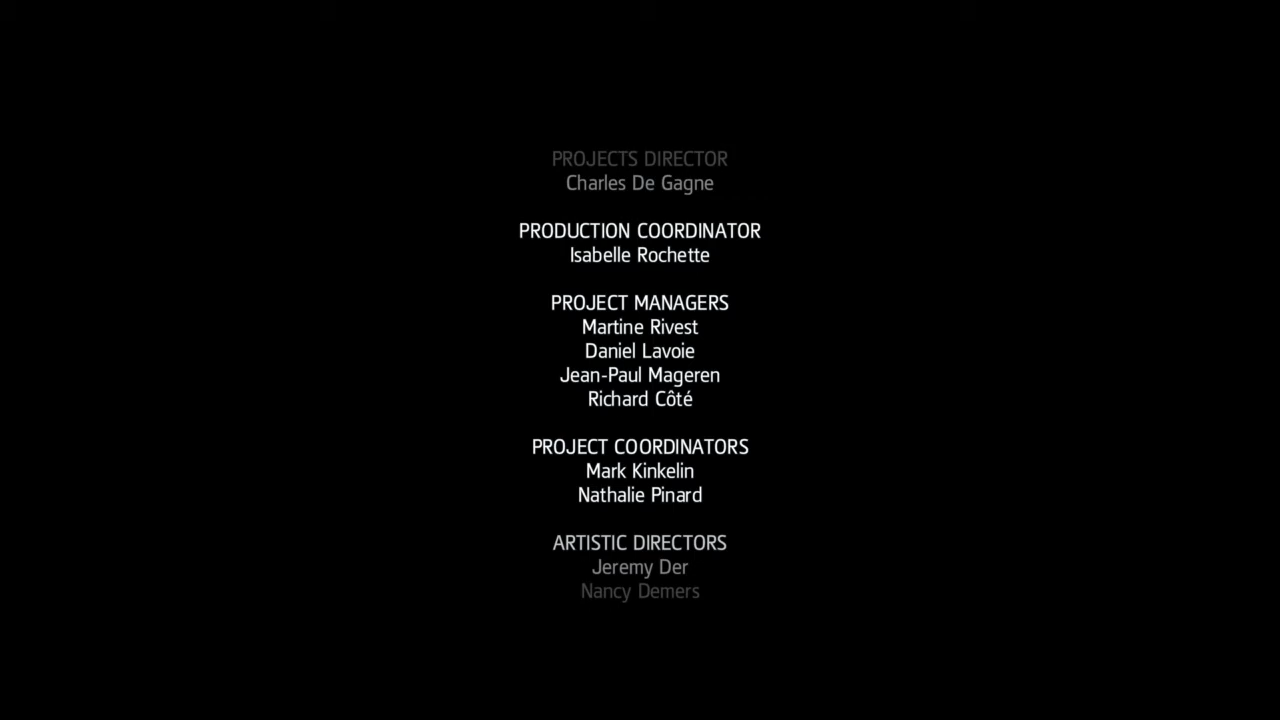 PROJECTS DIRECTOR
Charles De Gagne
PRODUCTION COORDINATOR
Isabelle Rochette
PROJECT MANAGERS
Martine Rivest
Daniel Lavoie
Jean-Paul Mageren
Richard Côté
PROJECT COORDINATORS
Mark Kinkelin
Nathalie Pinard
ARTISTIC DIRECTORS
Jeremy Der
Nancy Demers